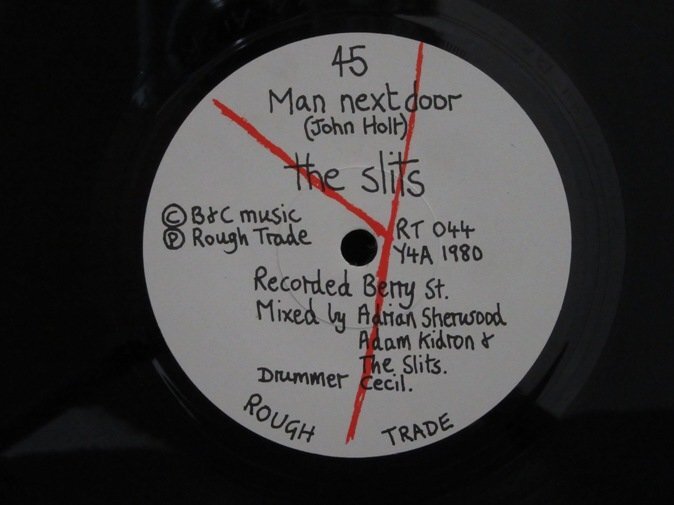 45
Man next door
(John Holt)
the slits
© B&C music
℗ Rough Trade
RT 044
Y4A 1980
Recorded Berry St.
Mixed by Adrian Sherwood
Adam Kidron &
The Slits.
Drummer Cecil.
ROUGH TRADE